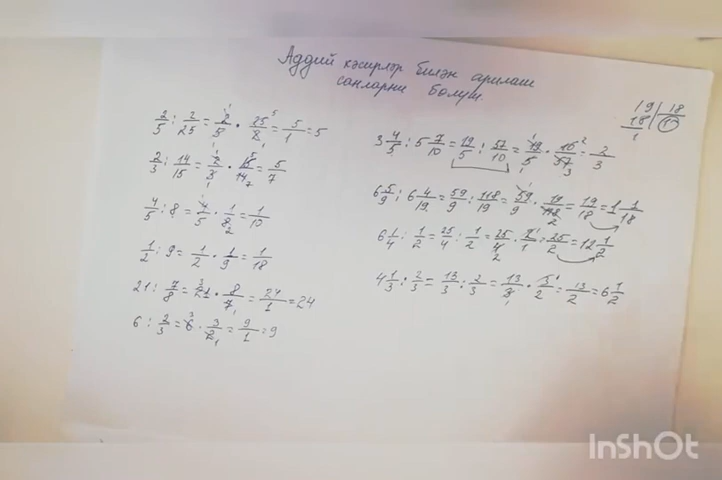 Аддий кәсирләр билән арилаш
санларни бөлүш.
2/5 : 2/25 = 2/5 · 25/2 = 5/1 = 5
2/3 : 14/15 = 2/3 · 15/14 = 5/7
4/5 : 8 = 4/5 · 1/8 = 1/10
1/2 : 9 = 1/2 · 1/9 = 1/18
21 : 7/8 = 21 · 8/7 = 24/1 = 24
6 : 2/3 = 6 · 3/2 = 9/1 = 9
19 | 18
18
1
3 4/5 : 5 7/10 = 19/5 : 57/10 = 19/5 · 10/57 = 2/3
6 5/9 : 6 4/19 = 59/9 : 118/19 = 59/9 · 19/118 = 19/18 = 1 1/18
6 1/4 : 1/2 = 25/4 : 1/2 = 25/4 · 2/1 = 25/2 = 12 1/2
4 1/3 : 2/3 = 13/3 : 2/3 = 13/3 · 3/2 = 13/2 = 6 1/2
InShOt